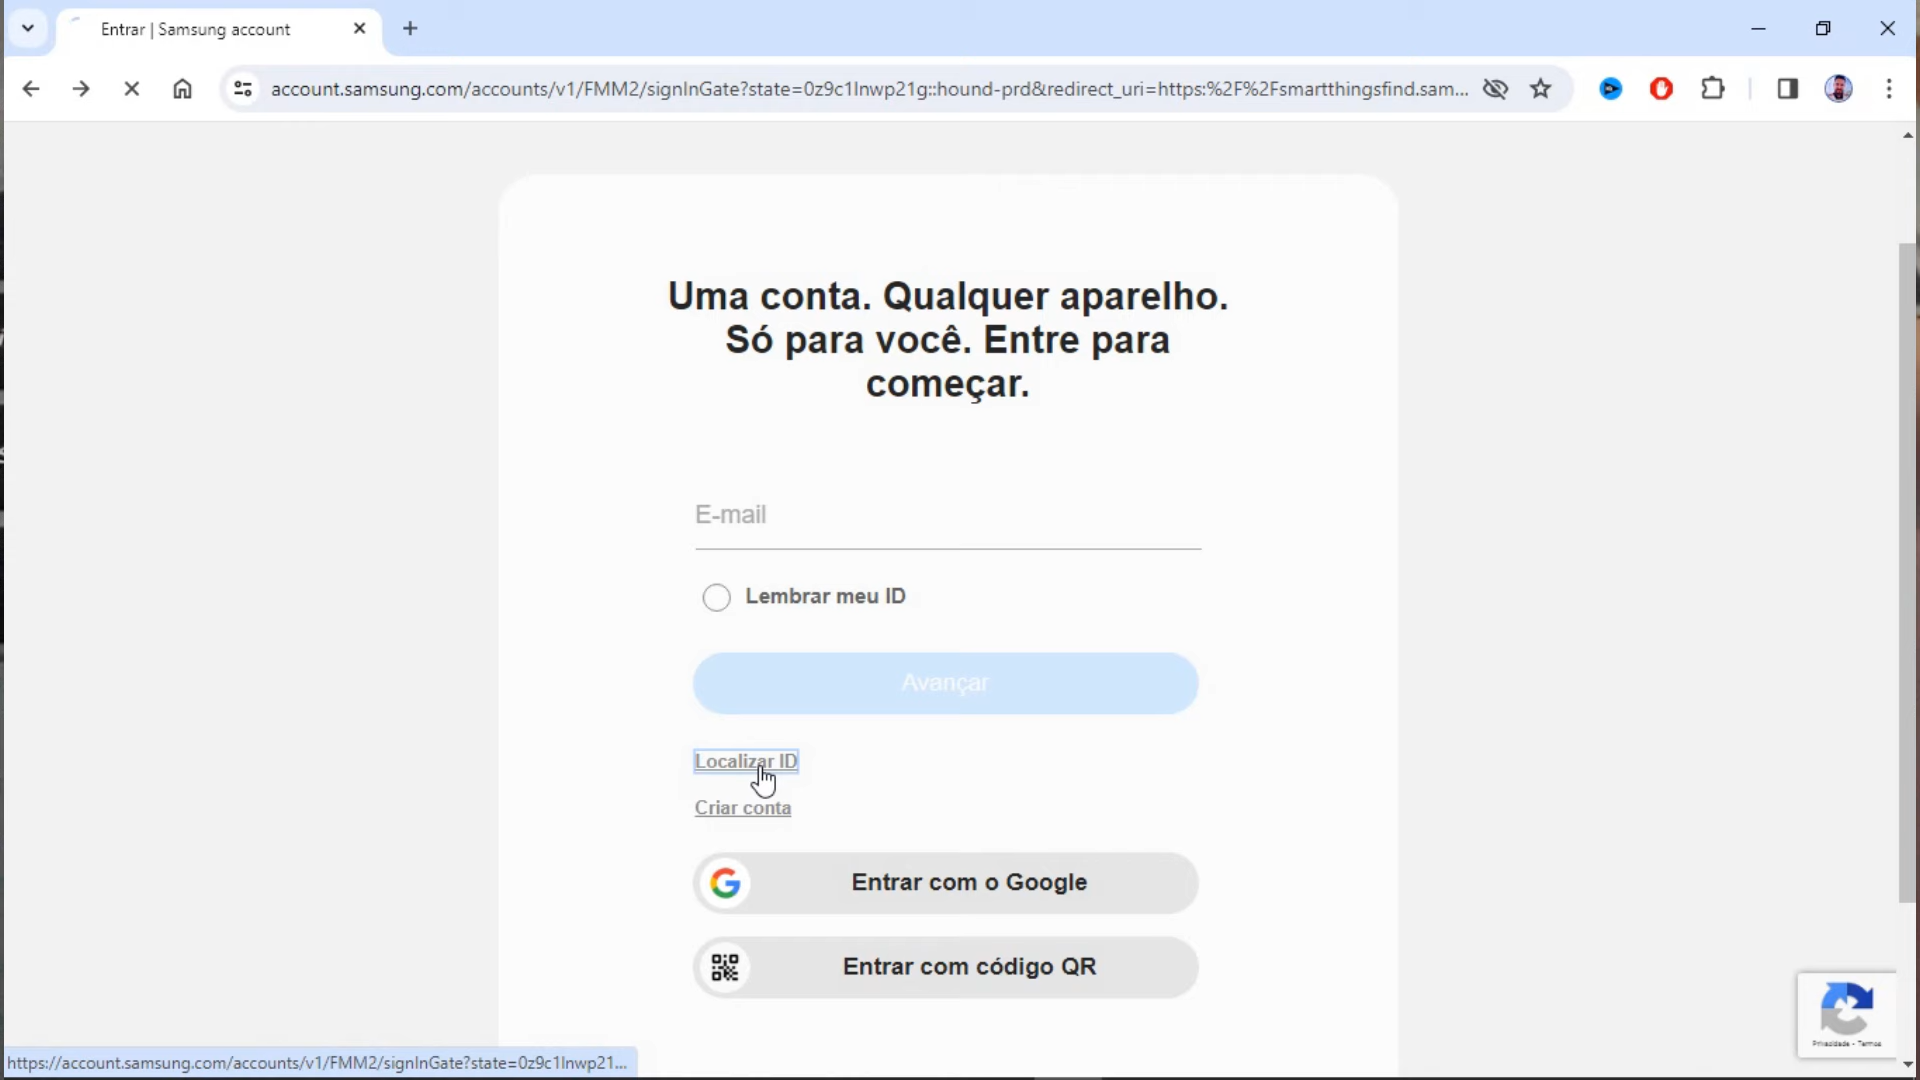 Entrar | Samsung account
account.samsung.com/accounts/v1/FMM2/signInGate?state=0z9c1lnwp21g::hound-prd&redirect_uri=https:%2F%2Fsmartthingsfind.sam...
Uma conta. Qualquer aparelho.
Só para você. Entre para
começar.
E-mail
Lembrar meu ID
Avançar
Localizar ID
Criar conta
Entrar com o Google
Entrar com código QR
Privacidade - Termos
https://account.samsung.com/accounts/v1/FMM2/signInGate?state=0z9c1lnwp21...